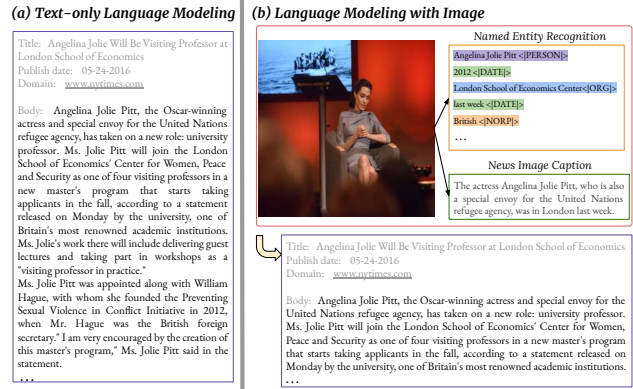 (a) Text-only Language Modeling
Title: Angelina Jolie Will Be Visiting Professor at
London School of Economics
Publish date: 05-24-2016
Domain: www.nytimes.com
Body: Angelina Jolie Pitt, the Oscar-winning
actress and special envoy for the United Nations
refugee agency, has taken on a new role: university
professor. Ms. Jolie Pitt will join the London
School of Economics' Center for Women, Peace
and Security as one of four visiting professors in a
new master's program that starts taking
applicants in the fall, according to a statement
released on Monday by the university, one of
Britain's most renowned academic institutions.
Ms. Jolie's work there will include delivering guest
lectures and taking part in workshops as a
"visiting professor in practice."
Ms. Jolie Pitt was appointed along with William
Hague, with whom she founded the Preventing
Sexual Violence in Conflict Initiative in 2012,
when Mr. Hague was the British foreign
secretary." I am very encouraged by the creation of
this master's program," Ms. Jolie Pitt said in the
statement.
...
(b) Language Modeling with Image
Named Entity Recognition
Angelina Jolie Pitt <|PERSON|>
2012 <|DATE|>
London School of Economics Center<|ORG|>
last week <|DATE|>
British <|NORP|>
...
News Image Caption
The actress Angelina Jolie Pitt, who is also
a special envoy for the United Nations
refugee agency, was in London last week.
Title: Angelina Jolie Will Be Visiting Professor at London School of Economics
Publish date: 05-24-2016
Domain: www.nytimes.com
Body: Angelina Jolie Pitt, the Oscar-winning actress and special envoy for the
United Nations refugee agency, has taken on a new role: university professor.
Ms. Jolie Pitt will join the London School of Economics' Center for Women,
Peace and Security as one of four visiting professors in a new master's program
that starts taking applicants in the fall, according to a statement released on
Monday by the university, one of Britain's most renowned academic institutions.
...